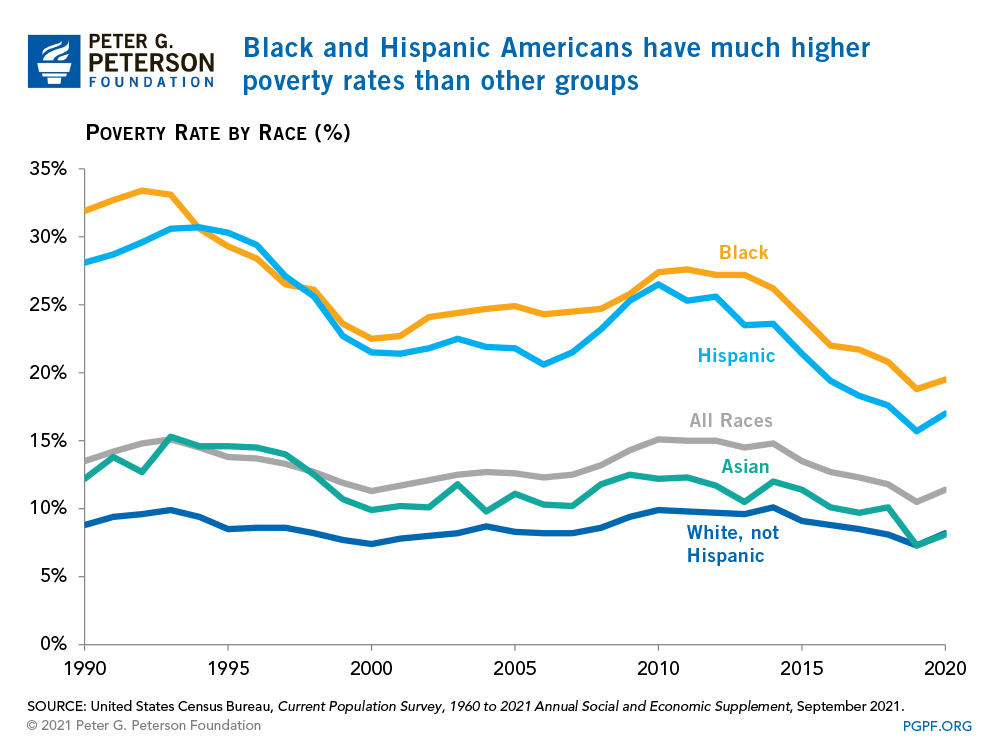 PETER G.
PETERSON
FOUNDATION
Black and Hispanic Americans have much higher
poverty rates than other groups
POVERTY RATE BY RACE (%)
35%
30%
25%
20%
15%
10%
5%
0%
Black
Hispanic
All Races
Asian
White, not
Hispanic
1990 1995 2000 2005 2010 2015 2020
SOURCE: United States Census Bureau, Current Population Survey, 1960 to 2021 Annual Social and Economic Supplement, September 2021.
© 2021 Peter G. Peterson Foundation
PGPF.ORG